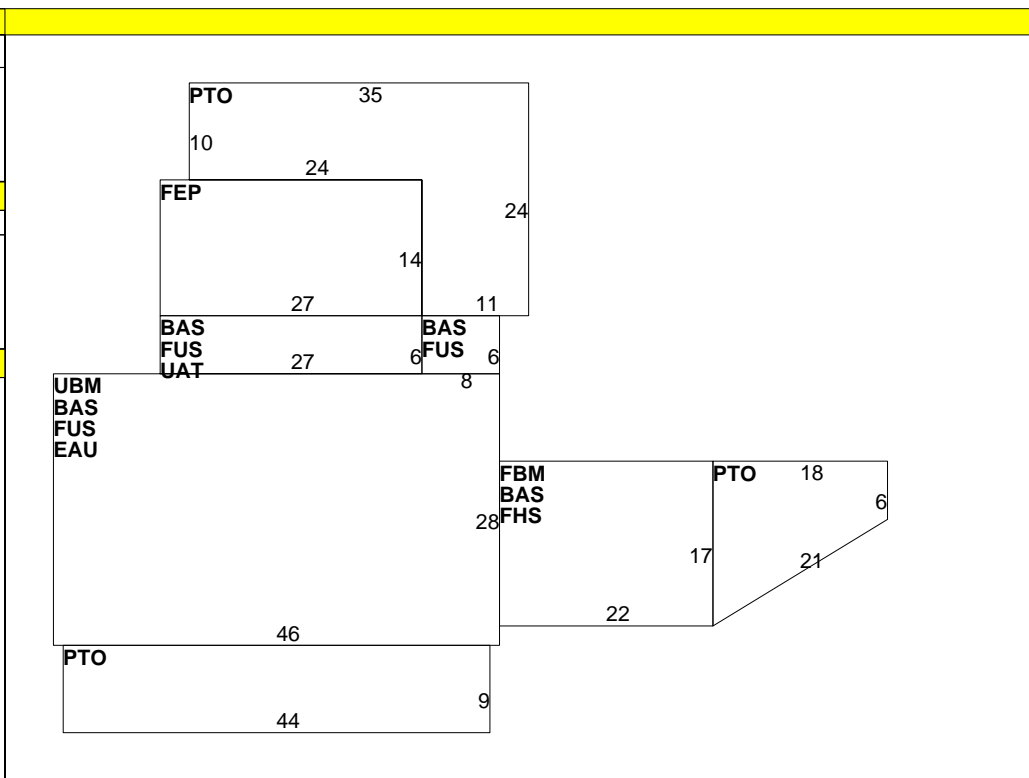 PTO 35
10
24
FEP
24
14
27 11
BAS BAS
FUS 27 6 FUS 6
UAT
UBM 8
BAS
FUS
EAU
FBM PTO 18
BAS 6
FHS
28
17
21
22
46
PTO
9
44